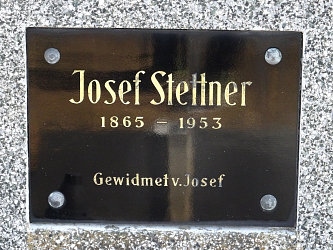 Josef Stettner
1865 – 1953
Gewidmet v. Josef